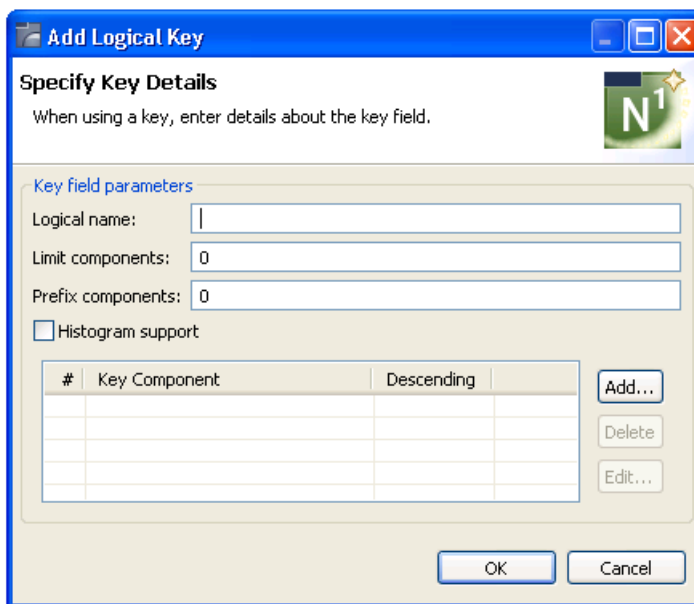 Add Logical Key
Specify Key Details
When using a key, enter details about the key field.
N1
Key field parameters
Logical name:
Limit components: 0
Prefix components: 0
Histogram support
# Key Component Descending
Add...
Delete
Edit...
OK Cancel